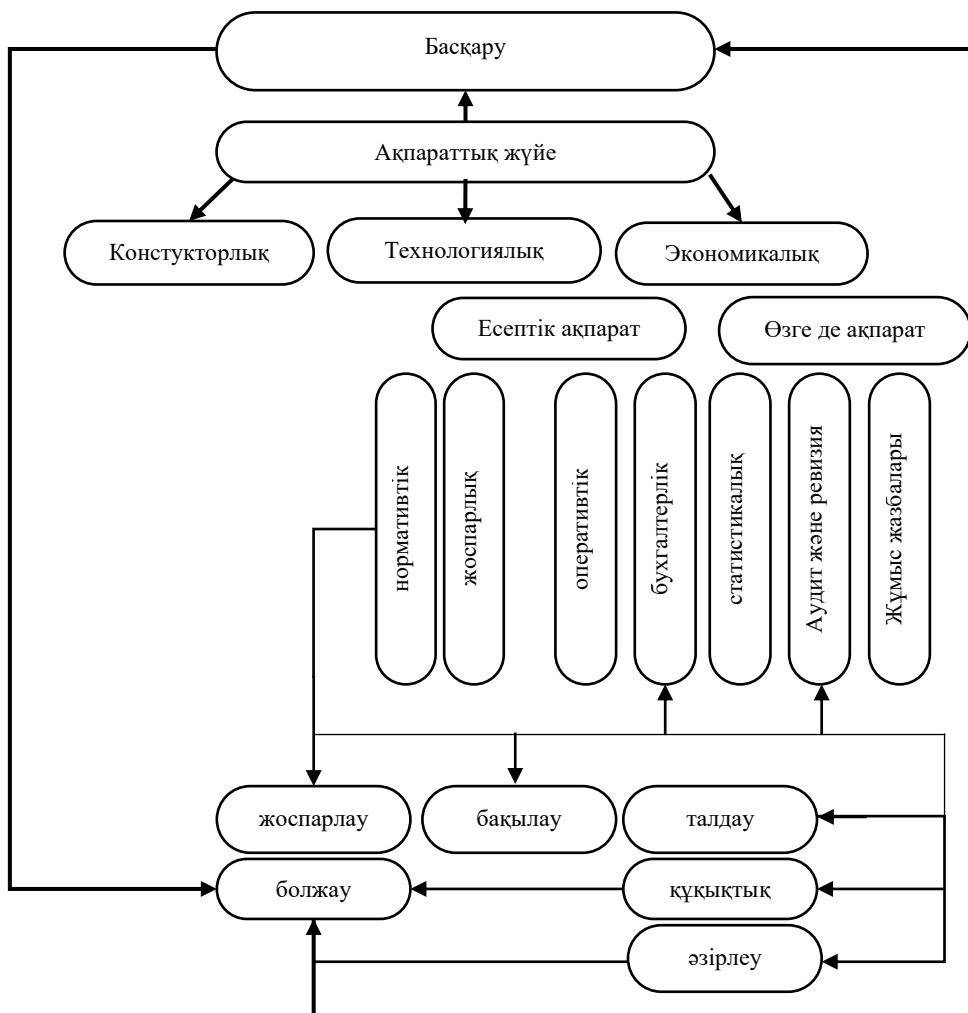 Басқару
Ақпараттық жүйе
Констукторлық
Технологиялық
Экономикалық
Есептік ақпарат
Өзге де ақпарат
нормативтік
жоспарлық
оперативтік
бухгалтерлік
статистикалық
Аудит және ревизия
Жұмыс жазбалары
жоспарлау
бақылау
талдау
болжау
құқықтық
әзірлеу